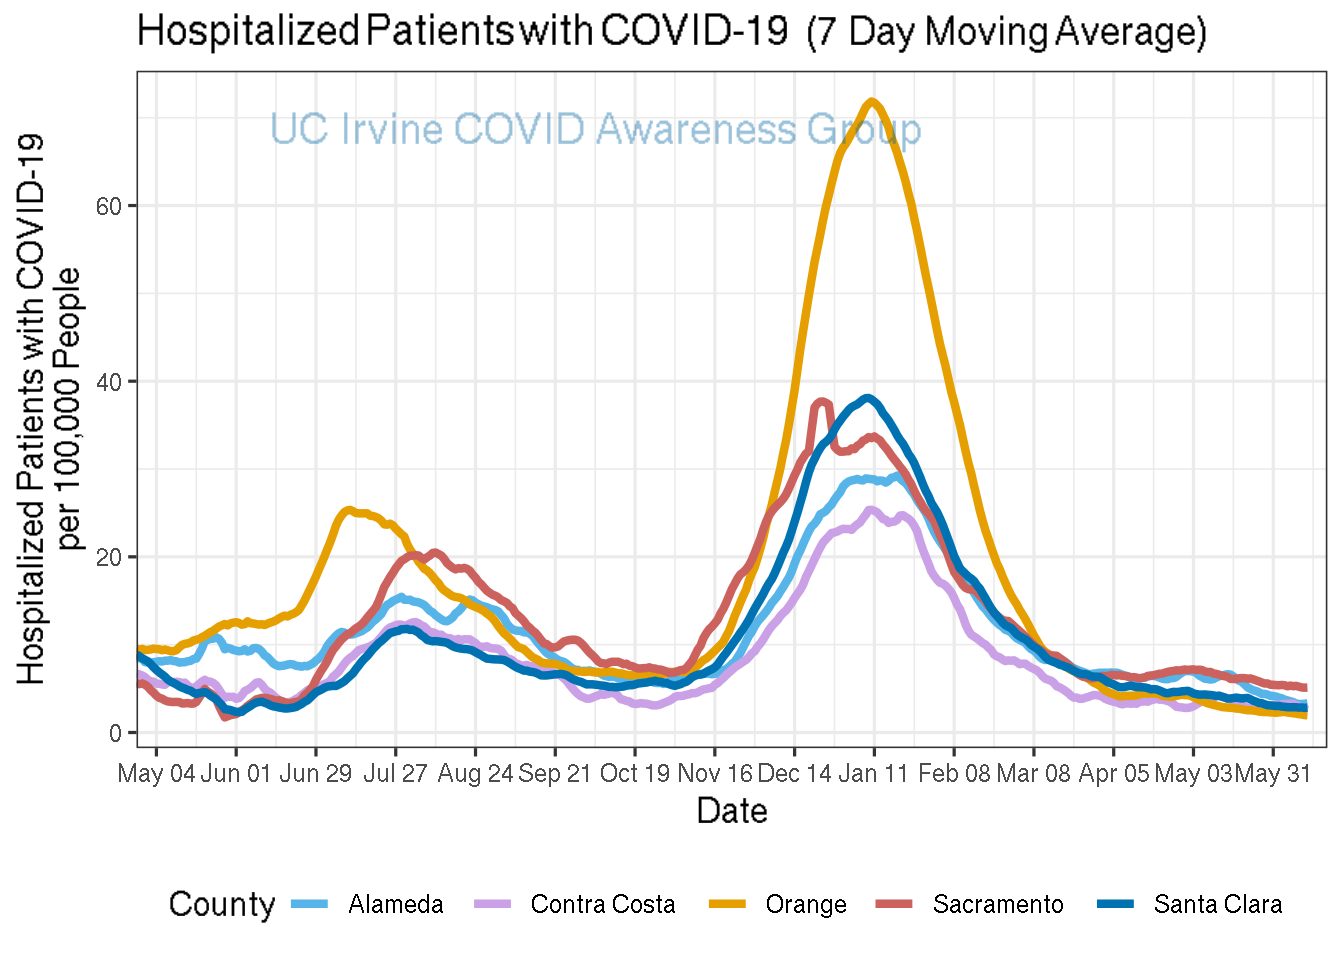 Hospitalized Patients with COVID-19 (7 Day Moving Average)
UC Irvine COVID Awareness Group
Hospitalized Patients with COVID-19
per 100,000 People
60
40
20
0
May 04 Jun 01 Jun 29 Jul 27 Aug 24 Sep 21 Oct 19 Nov 16 Dec 14 Jan 11 Feb 08 Mar 08 Apr 05 May 03 May 31
Date
County Alameda Contra Costa Orange Sacramento Santa Clara